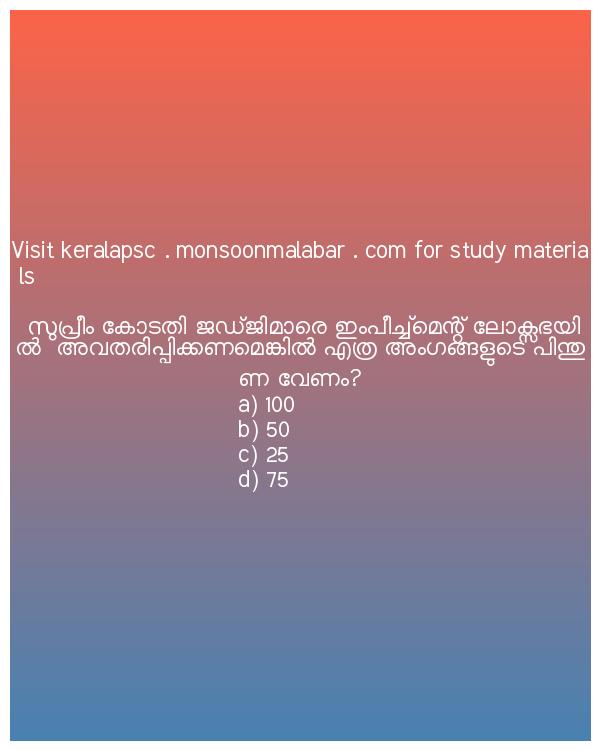 Visit keralapsc . monsoonmalabar . com for study materia
ls
സുപ്രീം കോടതി ജഡ്ജിമാരെ ഇംപീച്ച്മെന്റ് ലോക്സഭയി
ൽ അവതരിപ്പിക്കണമെങ്കിൽ എത്ര അംഗങ്ങളുടെ പിന്തു
ണ വേണം?
a) 100
b) 50
c) 25
d) 75